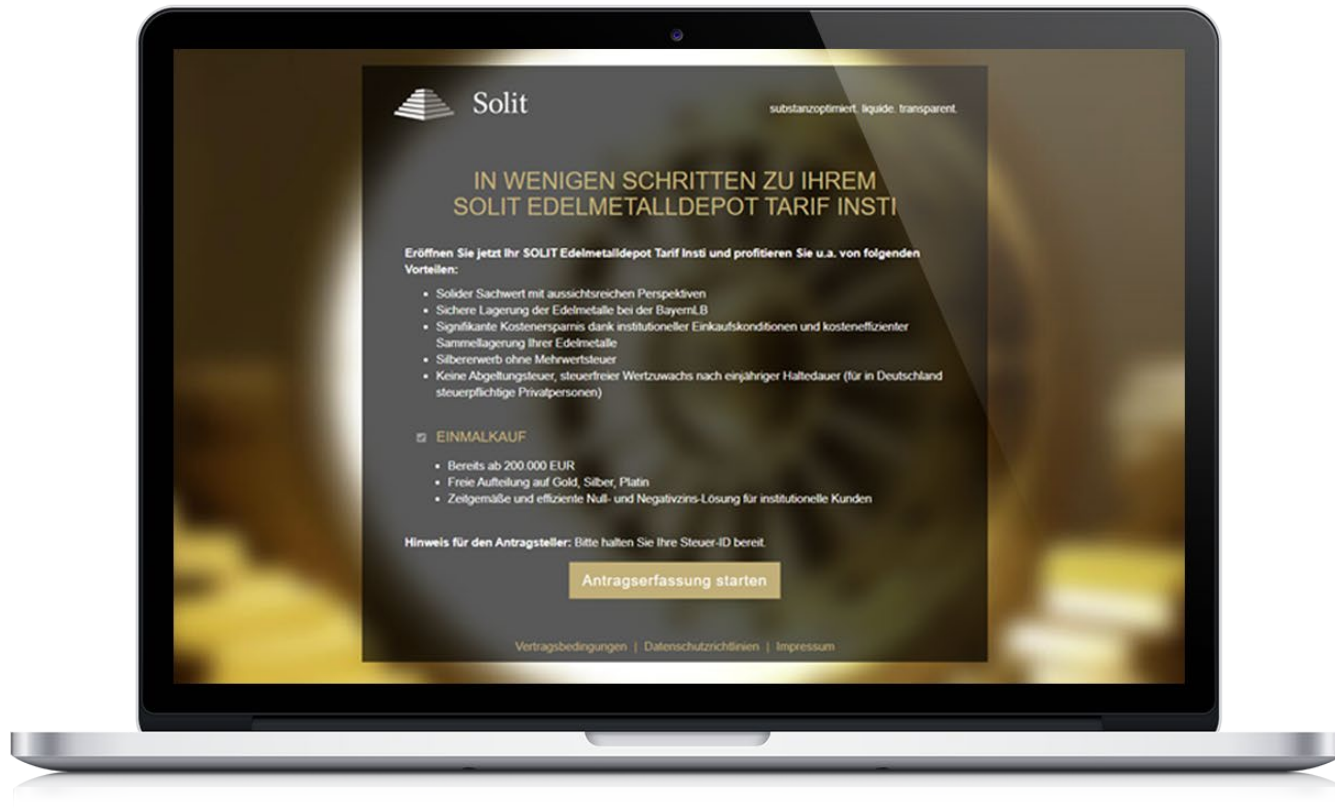 Solit
substanzoptimiert. liquide. transparent.
IN WENIGEN SCHRITTEN ZU IHREM
SOLIT EDELMETALLDEPOT TARIF INSTI
Eröffnen Sie jetzt Ihr SOLIT Edelmetalldepot Tarif Insti und profitieren Sie u.a. von folgenden
Vorteilen:
• Solider Sachwert mit aussichtsreichen Perspektiven
• Sichere Lagerung der Edelmetalle bei der BayernLB
• Signifikante Kostenersparnis dank institutioneller Einkaufskonditionen und kosteneffizienter
Sammellagerung Ihrer Edelmetalle
• Silbererwerb ohne Mehrwertsteuer
• Keine Abgeltungsteuer, steuerfreier Wertzuwachs nach einjähriger Haltedauer (für in Deutschland
steuerpflichtige Privatpersonen)
EINMALKAUF
• Bereits ab 200.000 EUR
• Freie Aufteilung auf Gold, Silber, Platin
• Zeitgemäße und effiziente Null- und Negativzins-Lösung für institutionelle Kunden
Hinweis für den Antragsteller: Bitte halten Sie Ihre Steuer-ID bereit.
Antragserfassung starten
Vertragsbedingungen | Datenschutzrichtlinien | Impressum